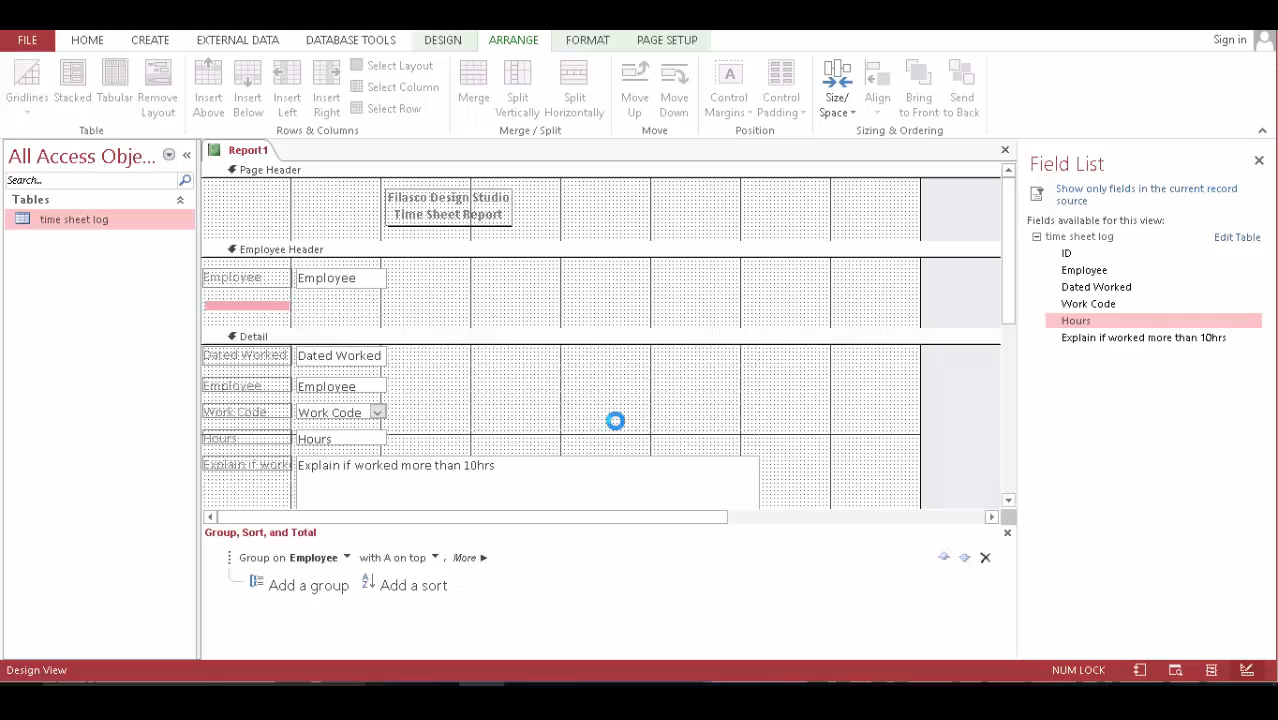 FILE HOME CREATE EXTERNAL DATA DATABASE TOOLS DESIGN ARRANGE FORMAT PAGE SETUP Sign in
Gridlines Stacked Tabular Remove Layout
Table
Insert Above Insert Below Insert Left Insert Right
Select Layout
Select Column
Select Row
Rows & Columns
Merge Split Vertically Split Horizontally
Merge / Split
Move Up Move Down
Move
Control Margins Control Padding
Position
Size/ Space Align Bring to Front Send to Back
Sizing & Ordering
All Access Obje...
Search...
Tables
time sheet log
Report1
Page Header
Filasco Design Studio
Time Sheet Report
Employee Header
Employee Employee
Detail
Dated Worked Dated Worked
Employee Employee
Work Code Work Code
Hours Hours
Explain if work Explain if worked more than 10hrs
Group, Sort, and Total
Group on Employee with A on top , More
Add a group Add a sort
Field List
Show only fields in the current record
source
Fields available for this view:
time sheet log Edit Table
ID
Employee
Dated Worked
Work Code
Hours
Explain if worked more than 10hrs
Design View NUM LOCK